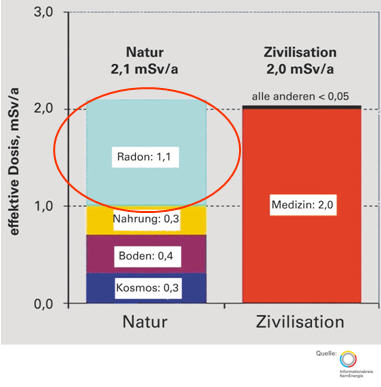 effektive Dosis, mSv/a
3,0
2,0
1,0
0,0
Natur
2,1 mSv/a
Zivilisation
2,0 mSv/a
alle anderen < 0,05
Radon: 1,1
Nahrung: 0,3
Boden: 0,4
Kosmos: 0,3
Medizin: 2,0
Natur
Zivilisation
Quelle:
Informationskreis
KernEnergie